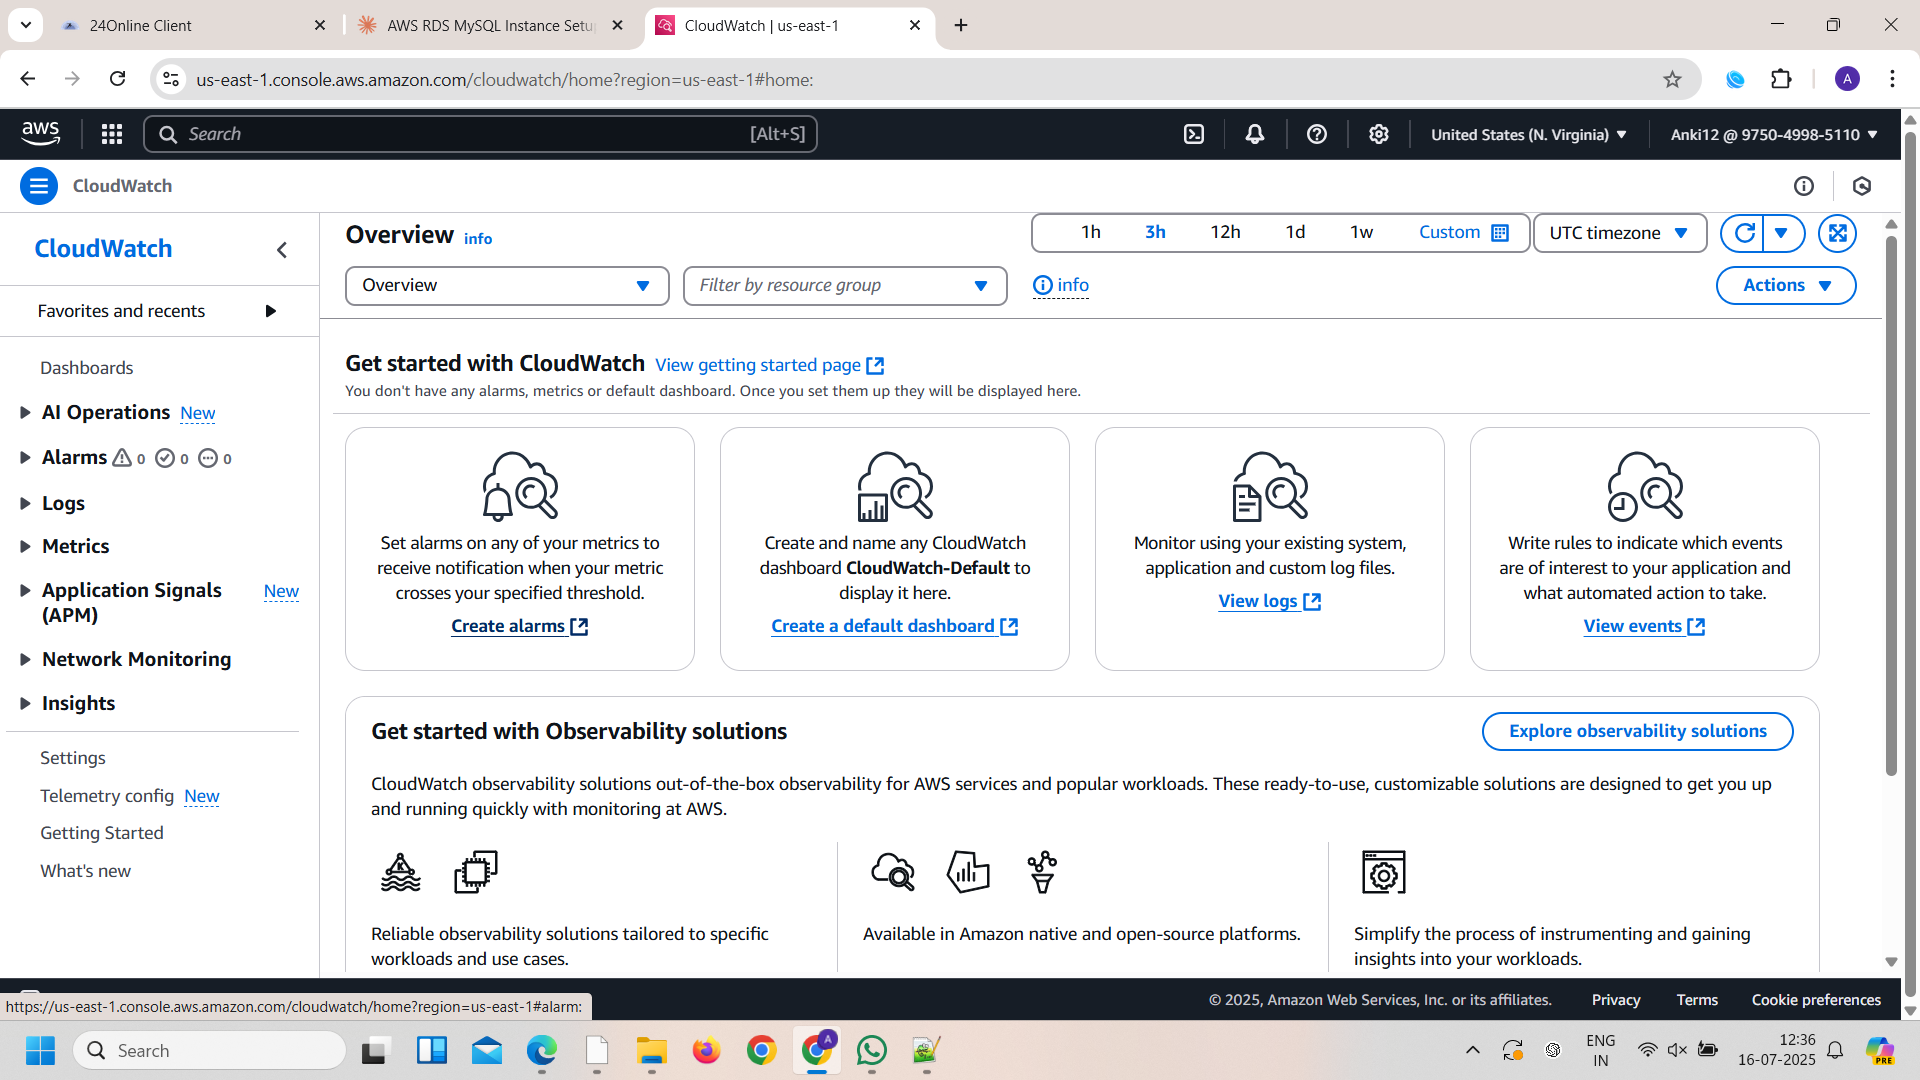 24Online Client
AWS RDS MySQL Instance Setu
CloudWatch | us-east-1
us-east-1.console.aws.amazon.com/cloudwatch/home?region=us-east-1#home:
A
aws
Search
[Alt+S]
United States (N. Virginia)
Anki12 @ 9750-4998-5110
CloudWatch
CloudWatch
Favorites and recents
Dashboards
AI Operations New
Alarms 0 0 0
Logs
Metrics
Application Signals (APM) New
Network Monitoring
Insights
Settings
Telemetry config New
Getting Started
What's new
Overview info
1h 3h 12h 1d 1w Custom
UTC timezone
Overview
Filter by resource group
info
Actions
Get started with CloudWatch View getting started page
You don't have any alarms, metrics or default dashboard. Once you set them up they will be displayed here.
Set alarms on any of your metrics to
receive notification when your metric
crosses your specified threshold.
Create alarms
Create and name any CloudWatch
dashboard CloudWatch-Default to
display it here.
Create a default dashboard
Monitor using your existing system,
application and custom log files.
View logs
Write rules to indicate which events
are of interest to your application and
what automated action to take.
View events
Get started with Observability solutions
Explore observability solutions
CloudWatch observability solutions out-of-the-box observability for AWS services and popular workloads. These ready-to-use, customizable solutions are designed to get you up
and running quickly with monitoring at AWS.
Reliable observability solutions tailored to specific
workloads and use cases.
Available in Amazon native and open-source platforms.
Simplify the process of instrumenting and gaining
insights into your workloads.
https://us-east-1.console.aws.amazon.com/cloudwatch/home?region=us-east-1#alarm:
© 2025, Amazon Web Services, Inc. or its affiliates.
Privacy
Terms
Cookie preferences
Search
A
ENG
IN
12:36
16-07-2025
PRE